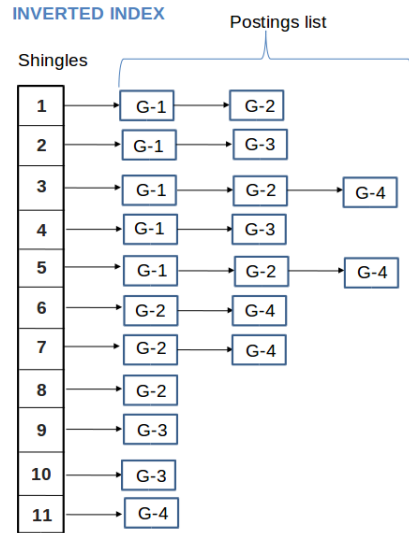 INVERTED INDEX
Postings list
Shingles
1 G-1 G-2
2 G-1 G-3
3 G-1 G-2 G-4
4 G-1 G-3
5 G-1 G-2 G-4
6 G-2 G-4
7 G-2 G-4
8 G-2
9 G-3
10 G-3
11 G-4